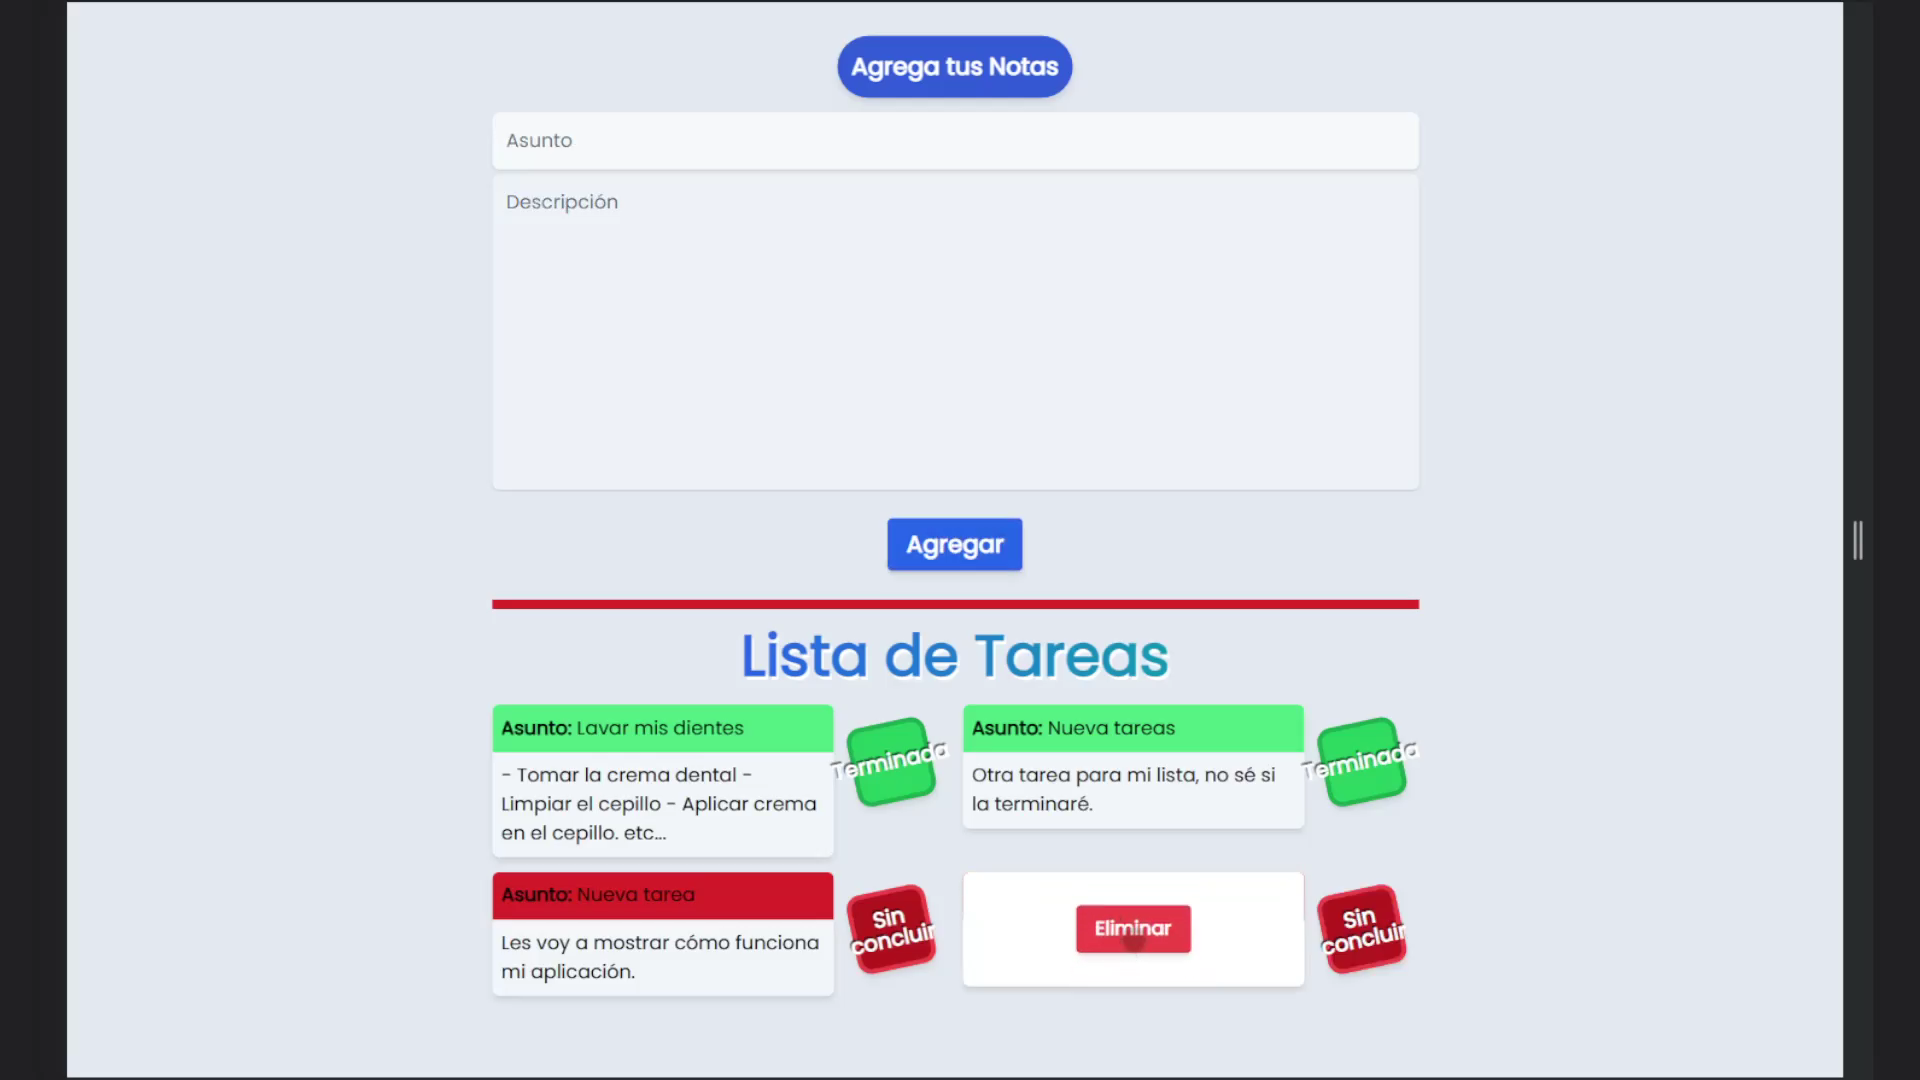 Agrega tus Notas
Asunto
Descripción
Agregar
Lista de Tareas
Asunto: Lavar mis dientes
- Tomar la crema dental -
Limpiar el cepillo - Aplicar crema
en el cepillo. etc...
Terminada
Asunto: Nueva tareas
Otra tarea para mi lista, no sé si
la terminaré.
Terminada
Asunto: Nueva tarea
Les voy a mostrar cómo funciona
mi aplicación.
Sin
concluir
Eliminar
Sin
concluir